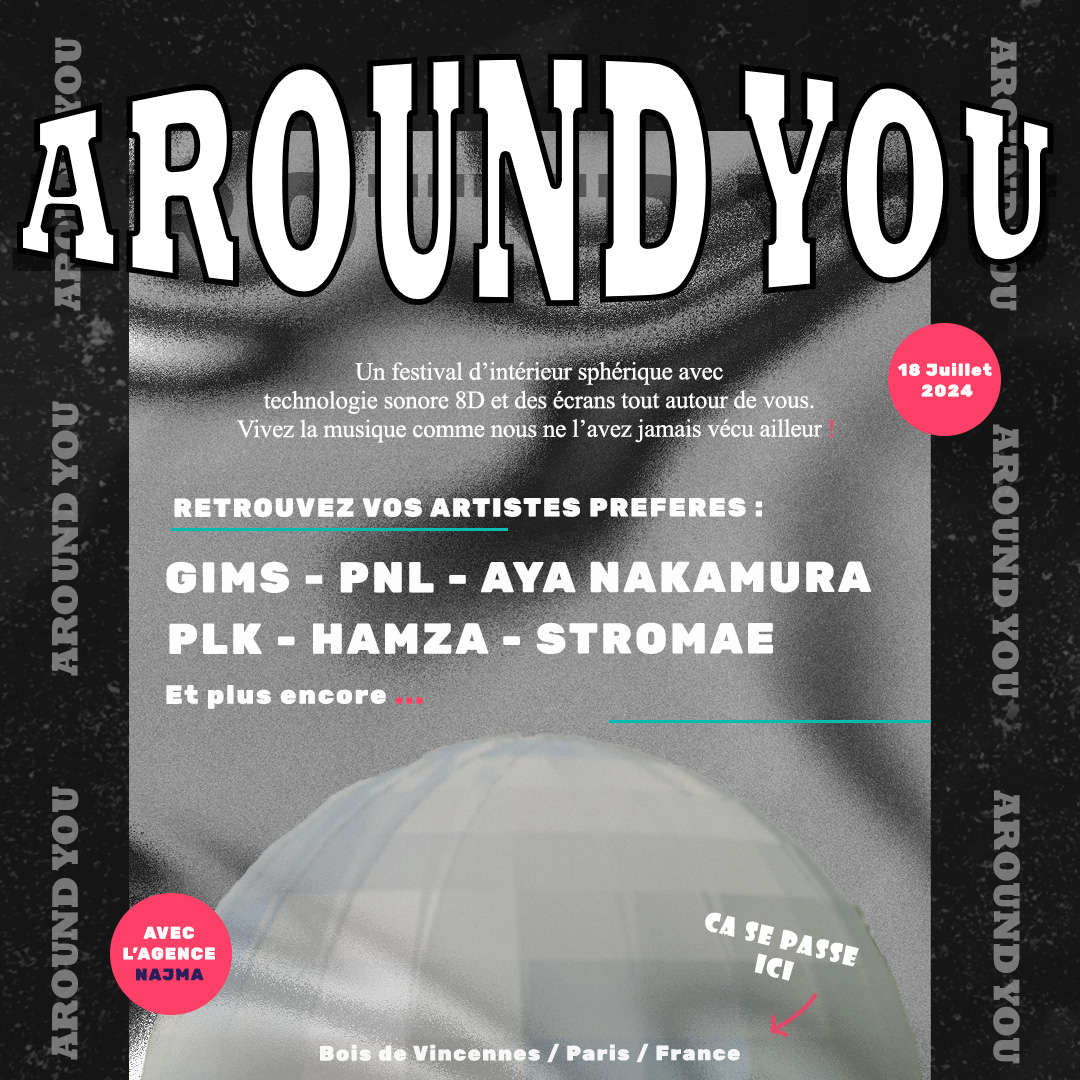 AROUND YOU
AROUND YOU
AROUND YOU
Un festival d’intérieur sphérique avec
technologie sonore 8D et des écrans tout autour de vous.
Vivez la musique comme nous ne l’avez jamais vécu ailleur !
18 Juillet
2024
AROUND YOU
AROUND YOU
RETROUVEZ VOS ARTISTES PREFERES :
GIMS - PNL - AYA NAKAMURA
PLK - HAMZA - STROMAE
Et plus encore ...
AROUND YOU
AROUND YOU
AVEC
L’AGENCE
NAJMA
CA SE PASSE
ICI
Bois de Vincennes / Paris / France